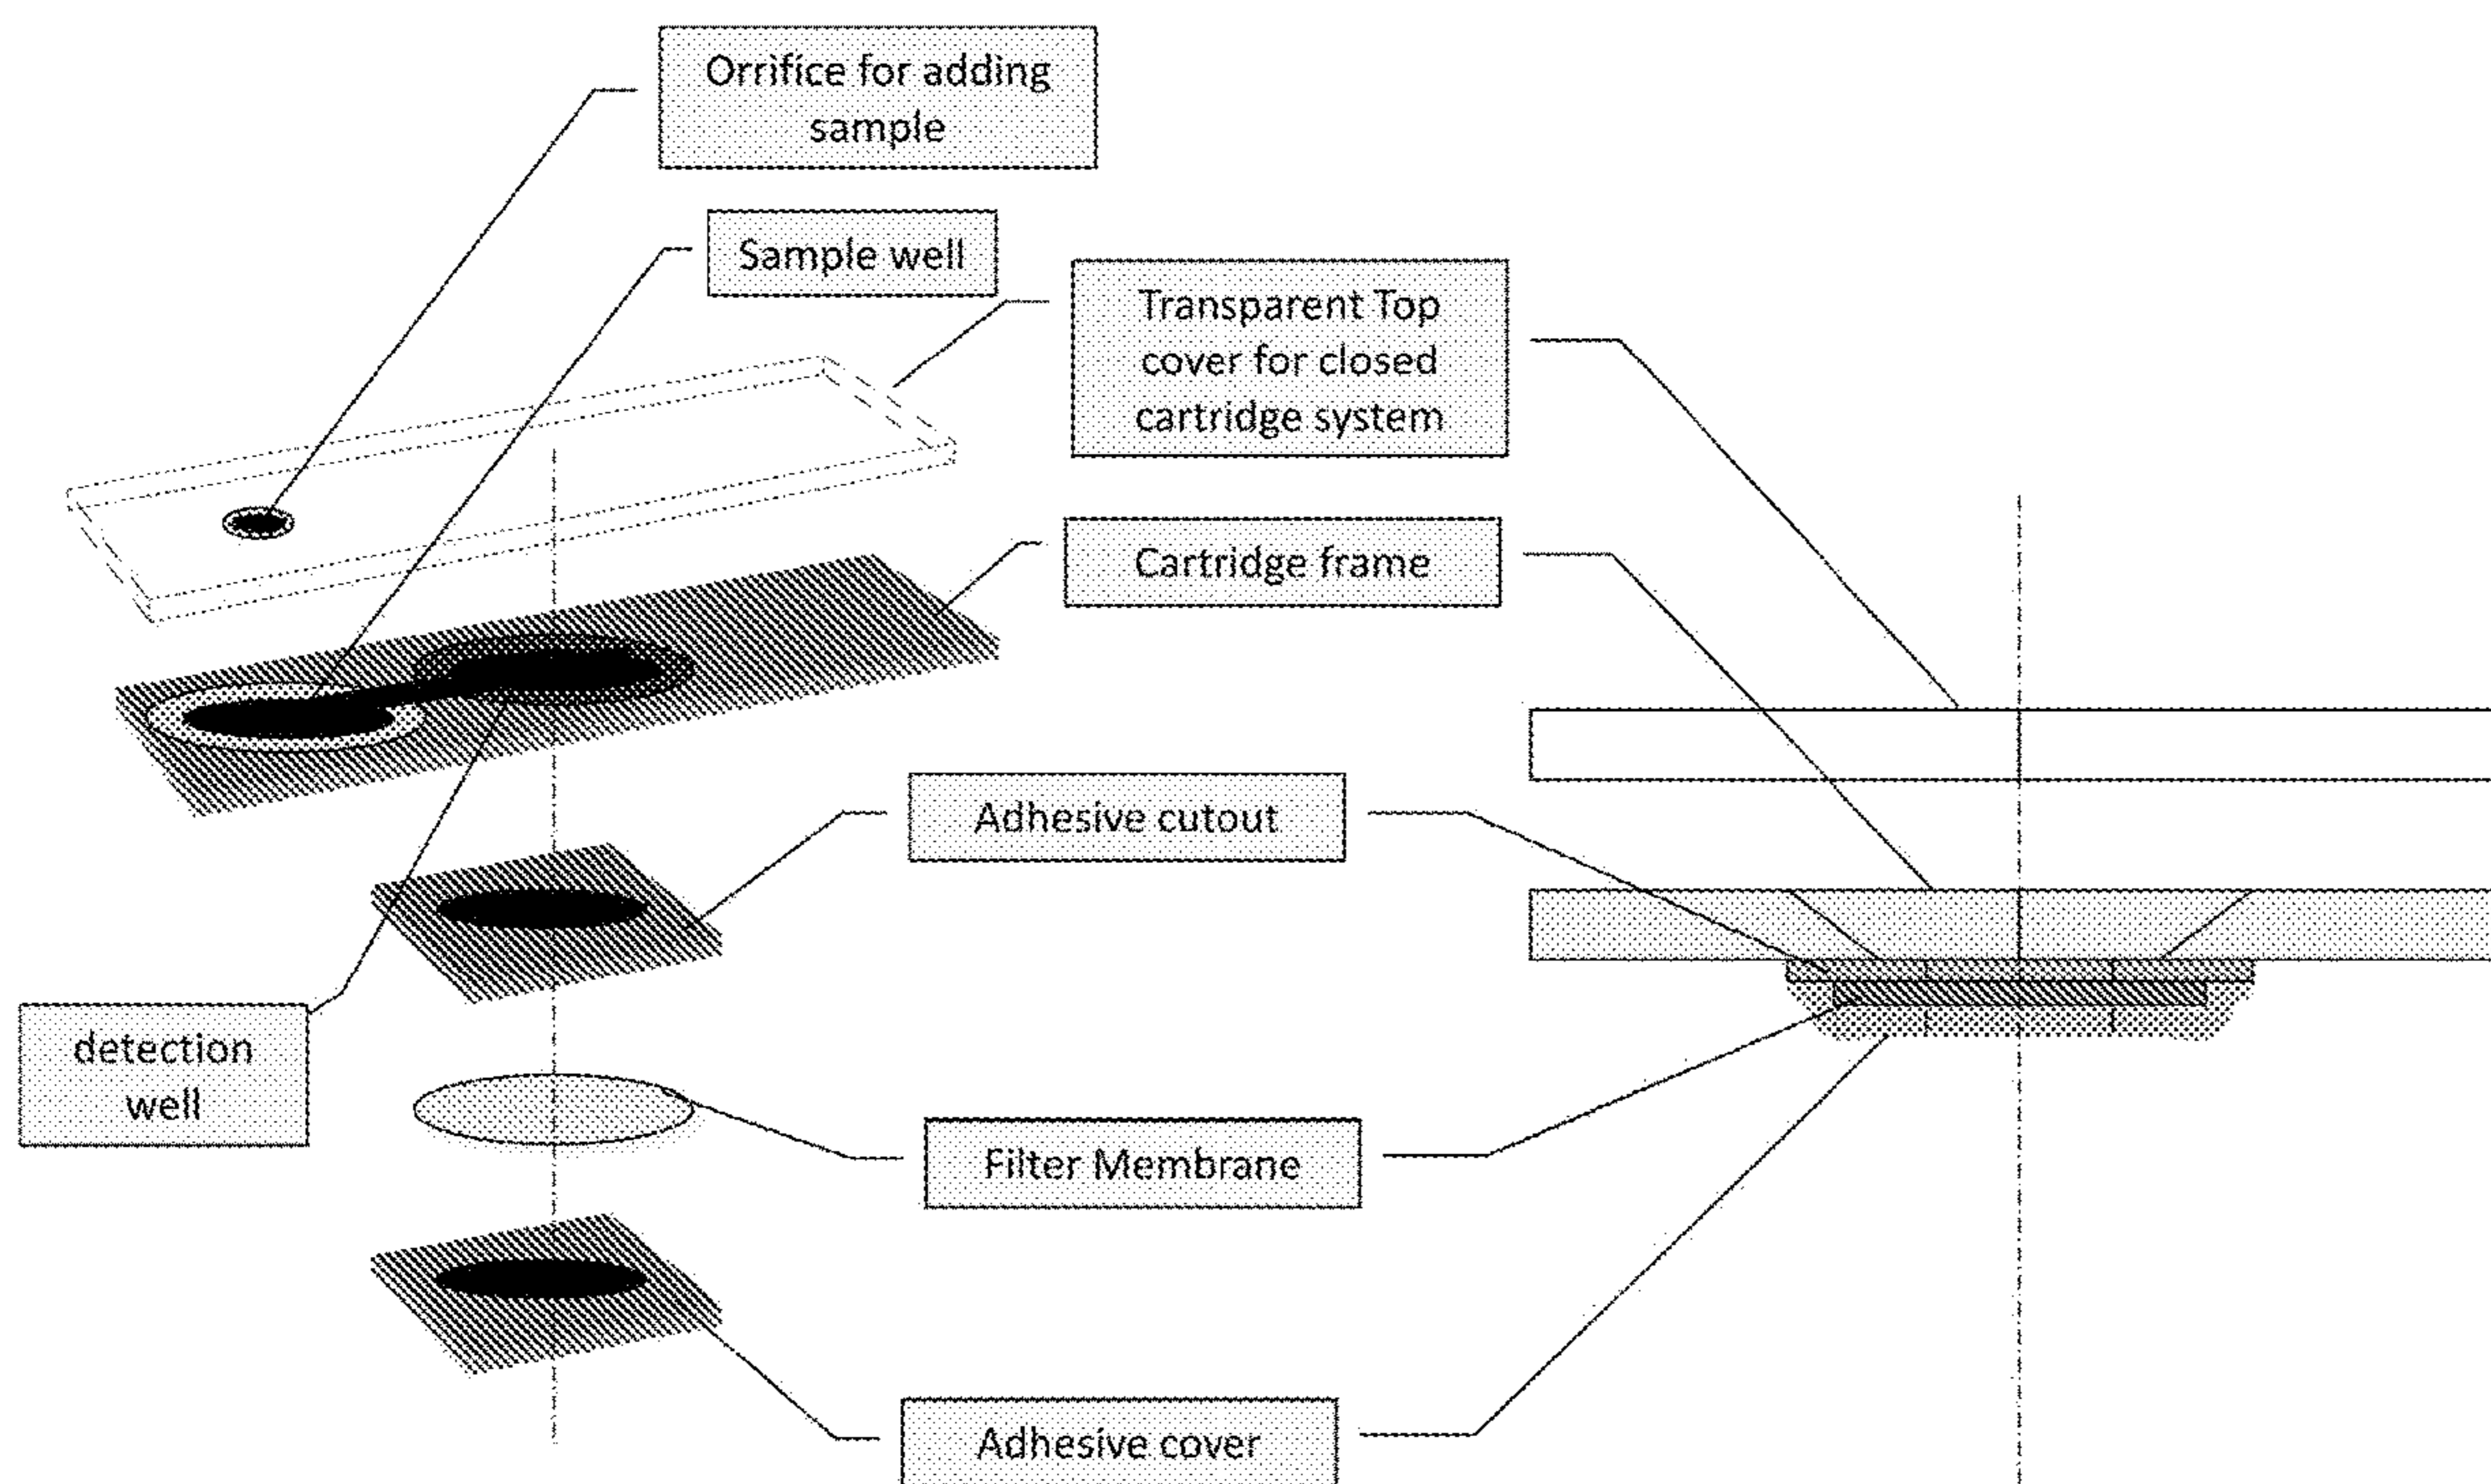 Orrifice for adding
sample
Sample well
Transparent Top
cover for closed
cartridge system
Cartridge frame
Adhesive cutout
detection
well
Filter Membrane
Adhesive cover